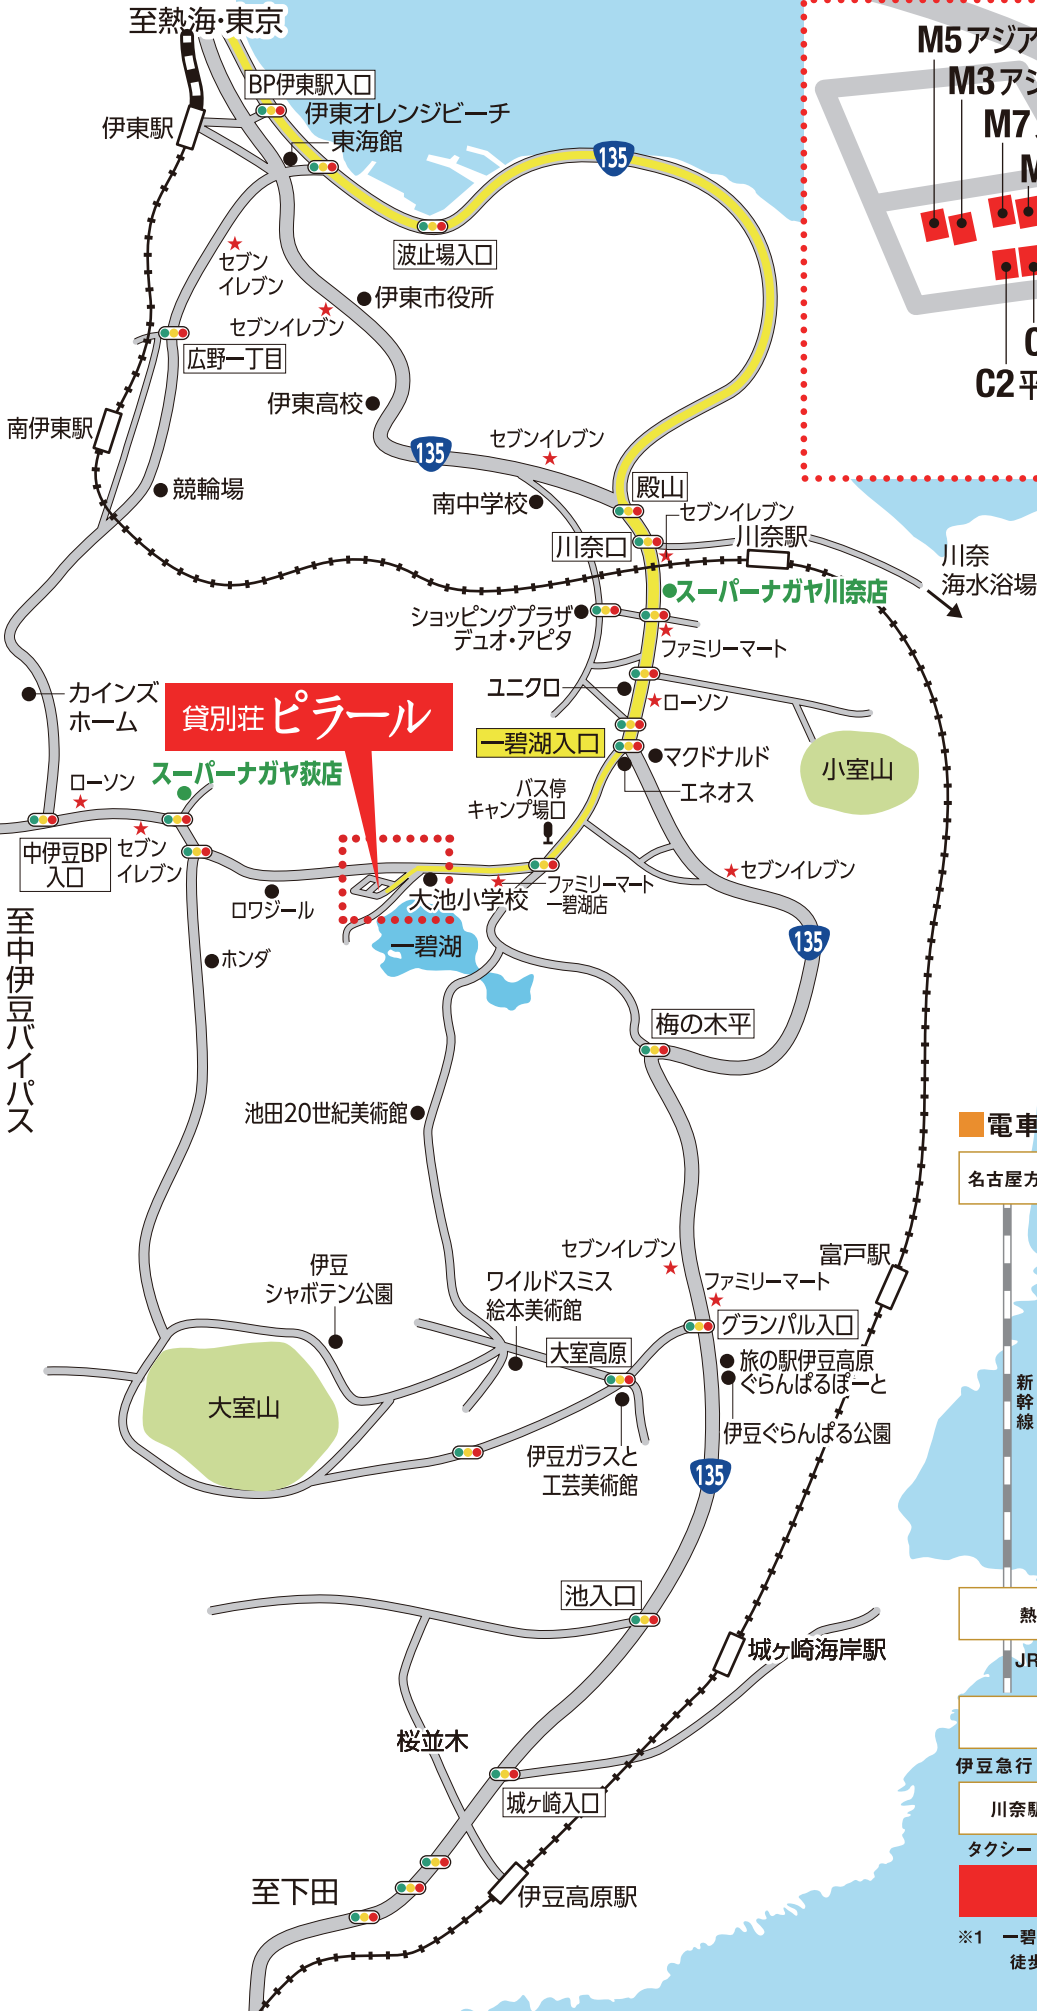 至熱海・東京
BP伊東駅入口
伊東オレンジビーチ
東海館
伊東駅
135
波止場入口
セブン
イレブン
伊東市役所
セブンイレブン
広野一丁目
伊東高校
南伊東駅
135
セブンイレブン
競輪場
南中学校
殿山
セブンイレブン
川奈口
川奈駅
川奈
海水浴場
スーパーナガヤ川奈店
ショッピングプラザ
デュオ・アピタ
ファミリーマート
ユニクロ
ローソン
カインズ
ホーム
貸別荘ピラール
一碧湖入口
マクドナルド
小室山
エネオス
スーパーナガヤ荻店
ローソン
バス停
キャンプ場口
中伊豆BP
入口
セブン
イレブン
セブンイレブン
ロワジール
大池小学校
ファミリーマート
一碧湖店
至中伊豆バイパス
ホンダ
一碧湖
135
梅の木平
池田20世紀美術館
セブンイレブン
富戸駅
伊豆
シャボテン公園
ワイルドスミス
絵本美術館
ファミリーマート
グランパル入口
大室高原
旅の駅伊豆高原
ぐらんぱるぽーと
大室山
伊豆ぐらんぱる公園
伊豆ガラスと
工芸美術館
135
池入口
城ヶ崎海岸駅
桜並木
城ヶ崎入口
至下田
伊豆高原駅
M5アジア
M3アジ
M7
M
C
C2平
電車
名古屋方
新幹線
熱
JR
伊豆急行
川奈駅
タクシー
※1 一碧
徒歩